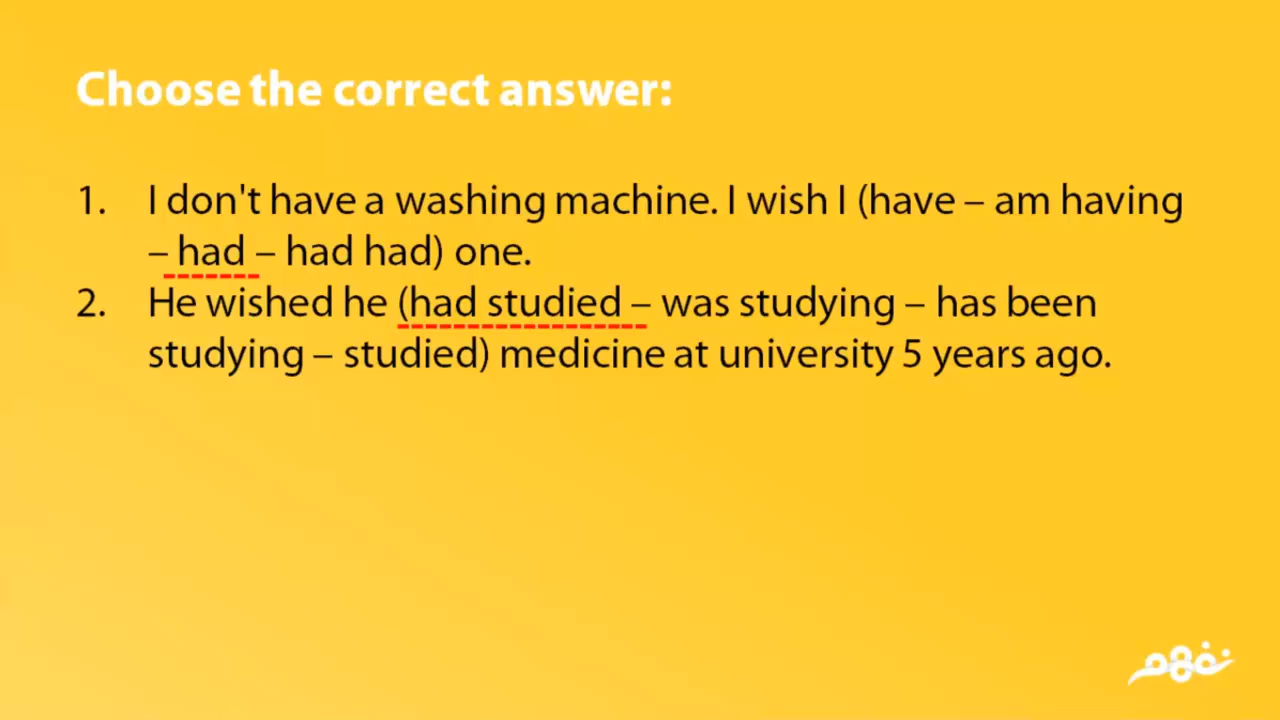 Choose the correct answer:
1. I don't have a washing machine. I wish I (have – am having
– had – had had) one.
2. He wished he (had studied – was studying – has been
studying – studied) medicine at university 5 years ago.
نفهم